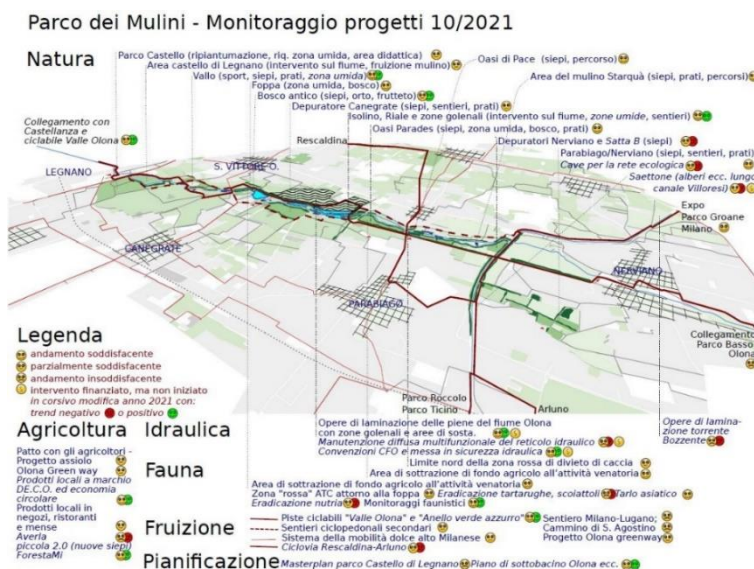 Parco dei Mulini - Monitoraggio progetti 10/2021
Natura
Parco Castello (ripiantumazione, riq. zona umida, area didattica)
Area castello di Legnano (intervento sul fiume, fruizione mulino)
Vallo (sport, siepi, prati, zona umida)
Foppa (zona umida, bosco)
Bosco antico (siepi, orto, frutteto)
Depuratore Canegrate (siepi, sentieri, prati)
Isolino, Riale e zone golenali (intervento sul fiume, zone umide, sentieri)
Oasi Parades (siepi, zona umida, bosco, prati)
Oasi di Pace (siepi, percorso)
Area del mulino Starquà (siepi, prati, percorsi)
Depuratori Nerviano e Satta B (siepi)
Parabiago/Nerviano (siepi, sentieri, prati)
Cave per la rete ecologica
Saettone (alberi ecc. lungo
canale Villoresi)
Collegamento con
Castellanza e
ciclabile Valle Olona
LEGNANO
S. VITTORE O.
Rescaldina
CANEGRATE
PARABIAGO
NERVIANO
Expo
Parco Groane
Milano
Collegamento
Parco Basso
Olona
Parco Roccolo
Parco Ticino
Arluno
Legenda
andamento soddisfacente
parzialmente soddisfacente
andamento insoddisfacente
intervento finanziato, ma non iniziato
in corsivo modifica anno 2021 con:
trend negativo o positivo
Agricoltura
Patto con gli agricoltori -
Progetto assiolo
Olona Green way
Prodotti locali a marchio
DE.C.O. ed economia
circolare
Prodotti locali in
negozi, ristoranti
e mense
Averla
piccola 2.0 (nuove siepi)
ForestaMi
Idraulica
Opere di laminazione delle piene del fiume Olona
con zone golenali e aree di sosta.
Manutenzione diffusa multifunzionale del reticolo idraulico
Convenzioni CFO e messa in sicurezza idraulica
Opere di lamina-
zione torrente
Bozzente
Fauna
Limite nord della zona rossa di divieto di caccia
Area di sottrazione di fondo agricolo all'attività venatoria
Area di sottrazione di fondo agricolo all'attività venatoria
Zona "rossa" ATC attorno alla foppa
Eradicazione tartarughe, scoiattoli
Tarlo asiatico
Eradicazione nutria
Monitoraggi faunistici
Fruizione
Piste ciclabili "Valle Olona" e "Anello verde azzurro"
Sentieri ciclopedonali secondari
Sistema della mobilità dolce alto Milanese
Ciclovia Rescaldina-Arluno
Sentiero Milano-Lugano;
Cammino di S. Agostino
Progetto Olona greenway
Pianificazione
Masterplan parco Castello di Legnano
Piano di sottobacino Olona ecc.